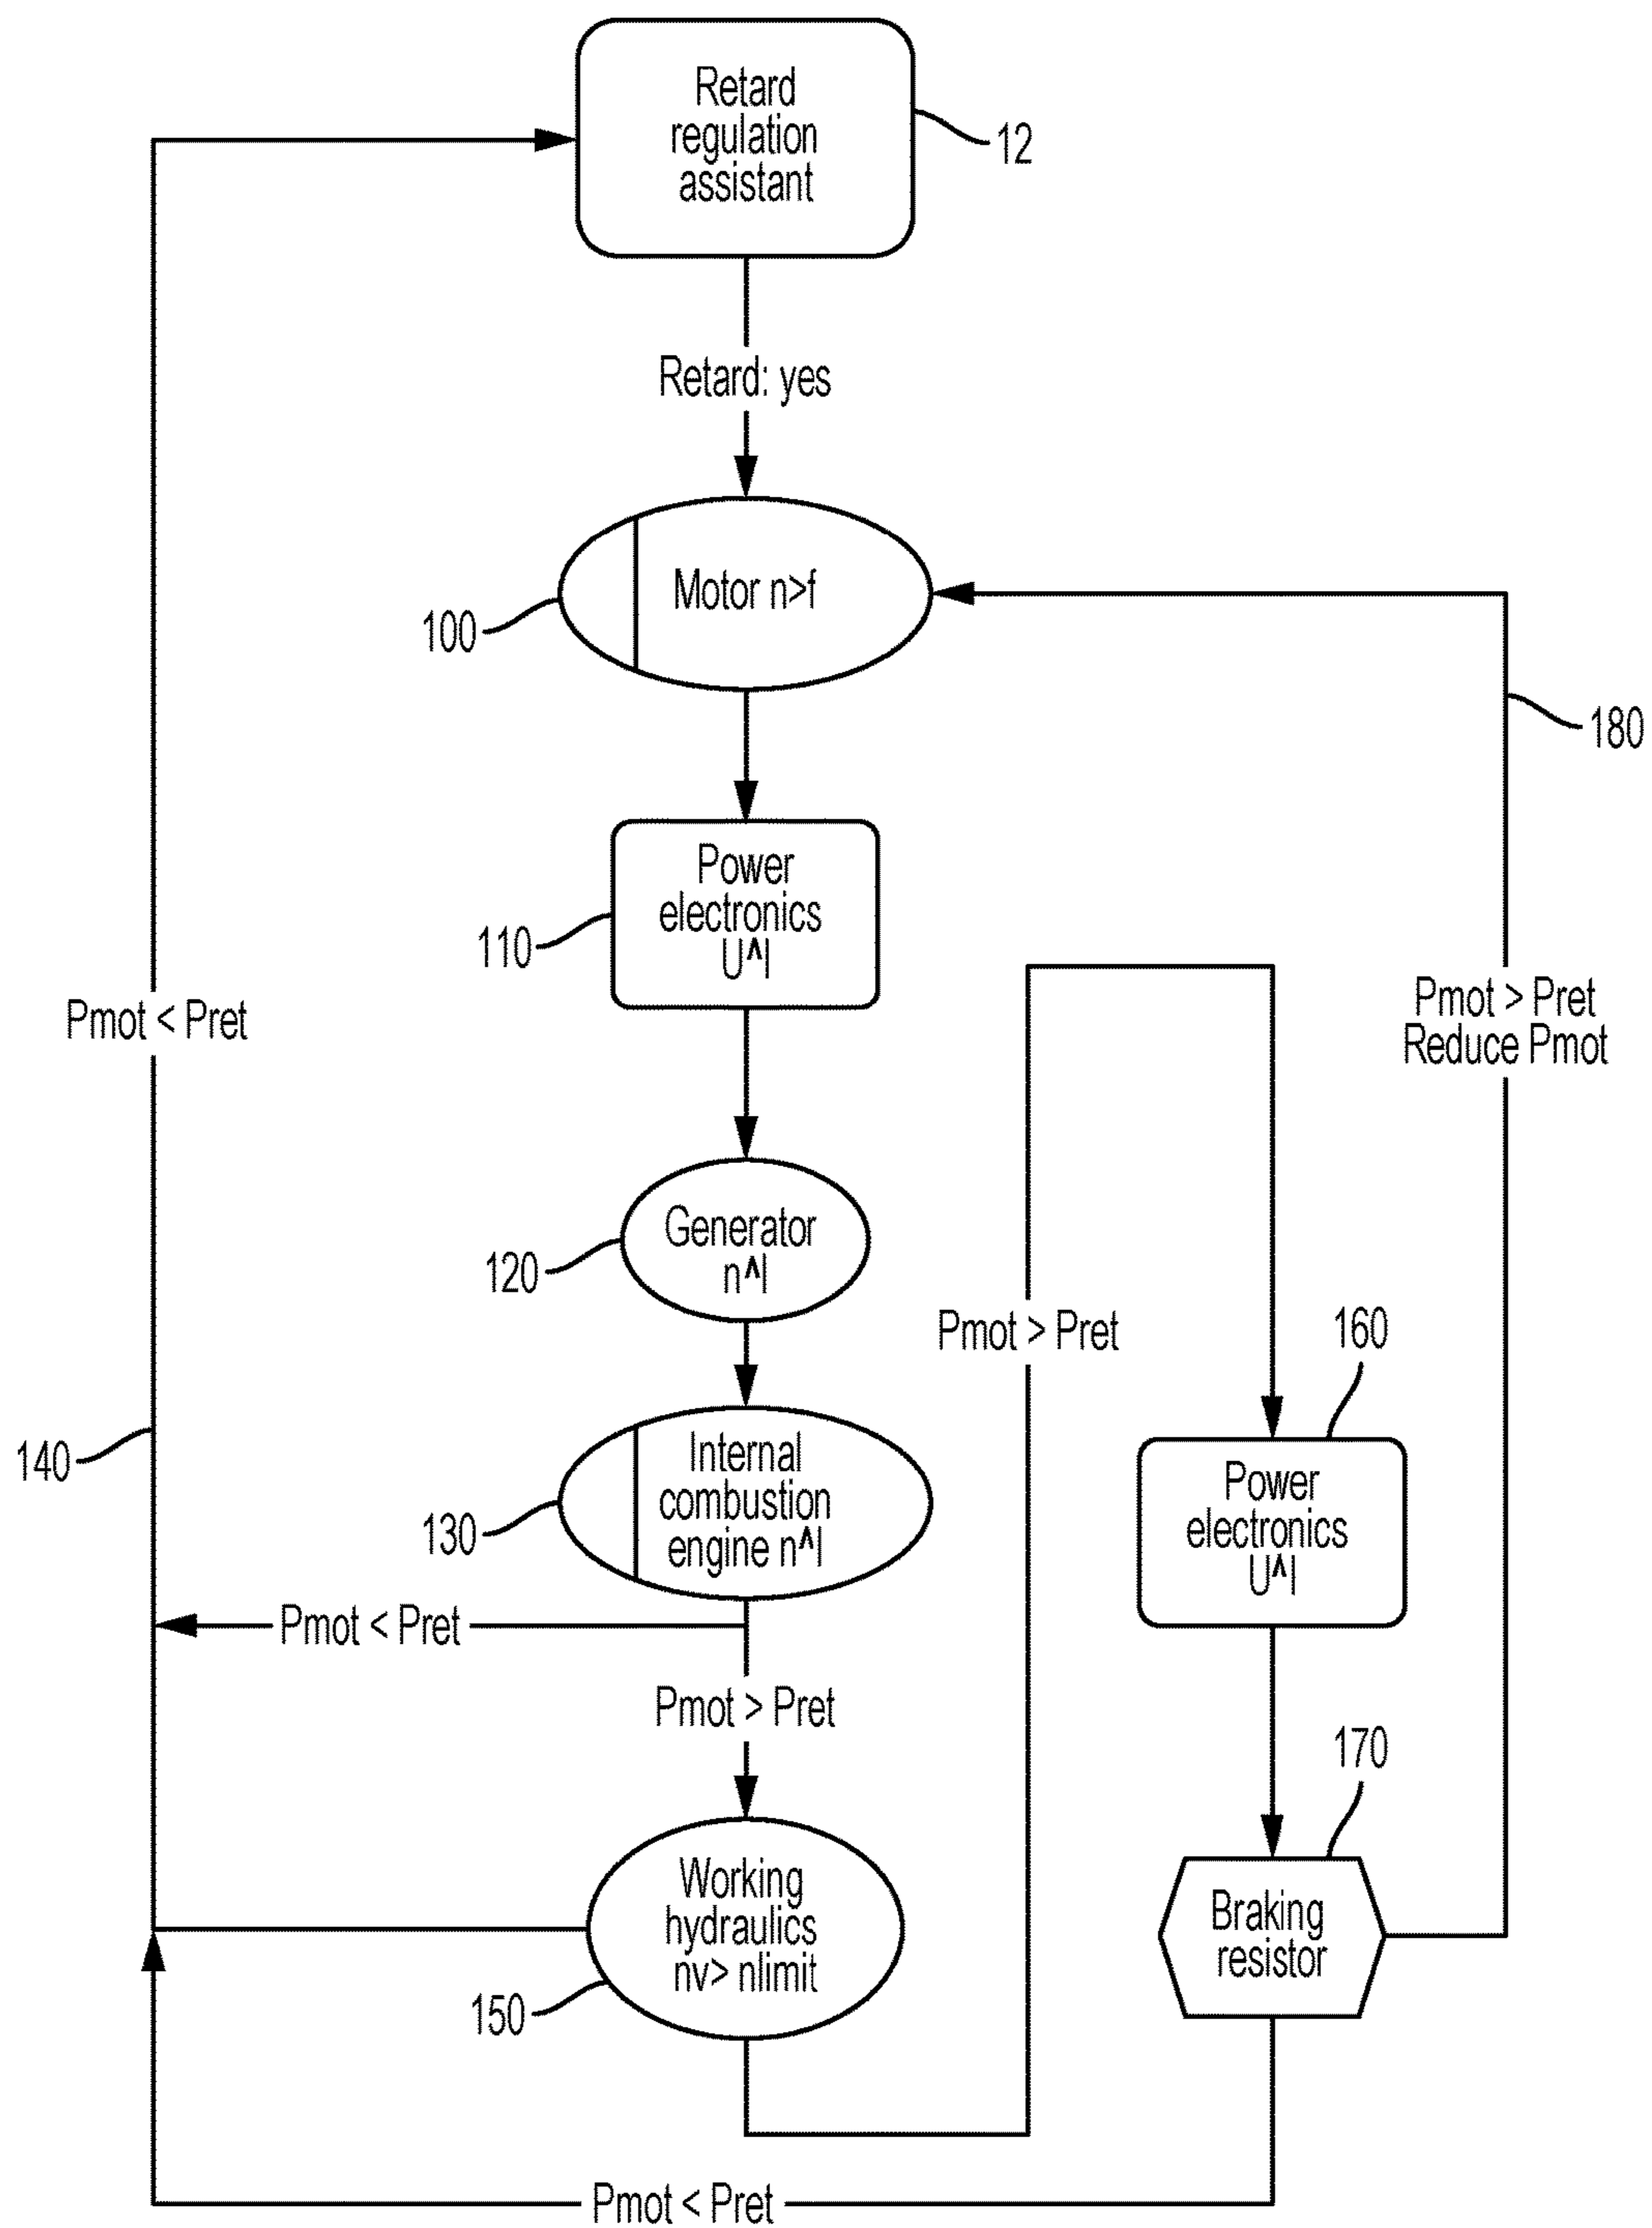 Retard
regulation
assistant
12
Retard: yes
Motor n>f
100
180
Power
electronics
U^I
110
Pmot < Pret
Pmot > Pret
Reduce Pmot
Generator
n^I
120
Pmot > Pret
160
Internal
combustion
engine n^I
130
140
Power
electronics
U^I
Pmot < Pret
Pmot > Pret
170
Working
hydraulics
nv> nlimit
150
Braking
resistor
Pmot < Pret